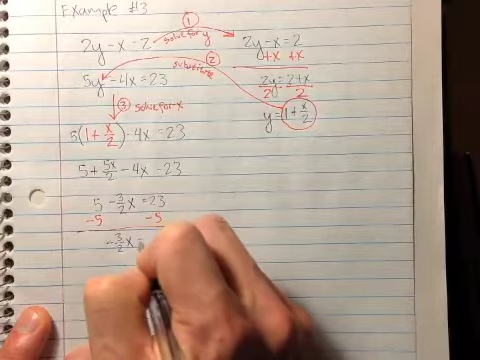 Example #3
①
2y - x = 2 solve for y 2y - x = 2
+x +x
② substitute
5y - 4x = 23 2y = 2+x
2 2
③ solve for x y = 1 + x/2
5(1 + x/2) - 4x = 23
5 + 5x/2 - 4x = 23
5 - 3/2 x = 23
-5 -5
-3/2 x =